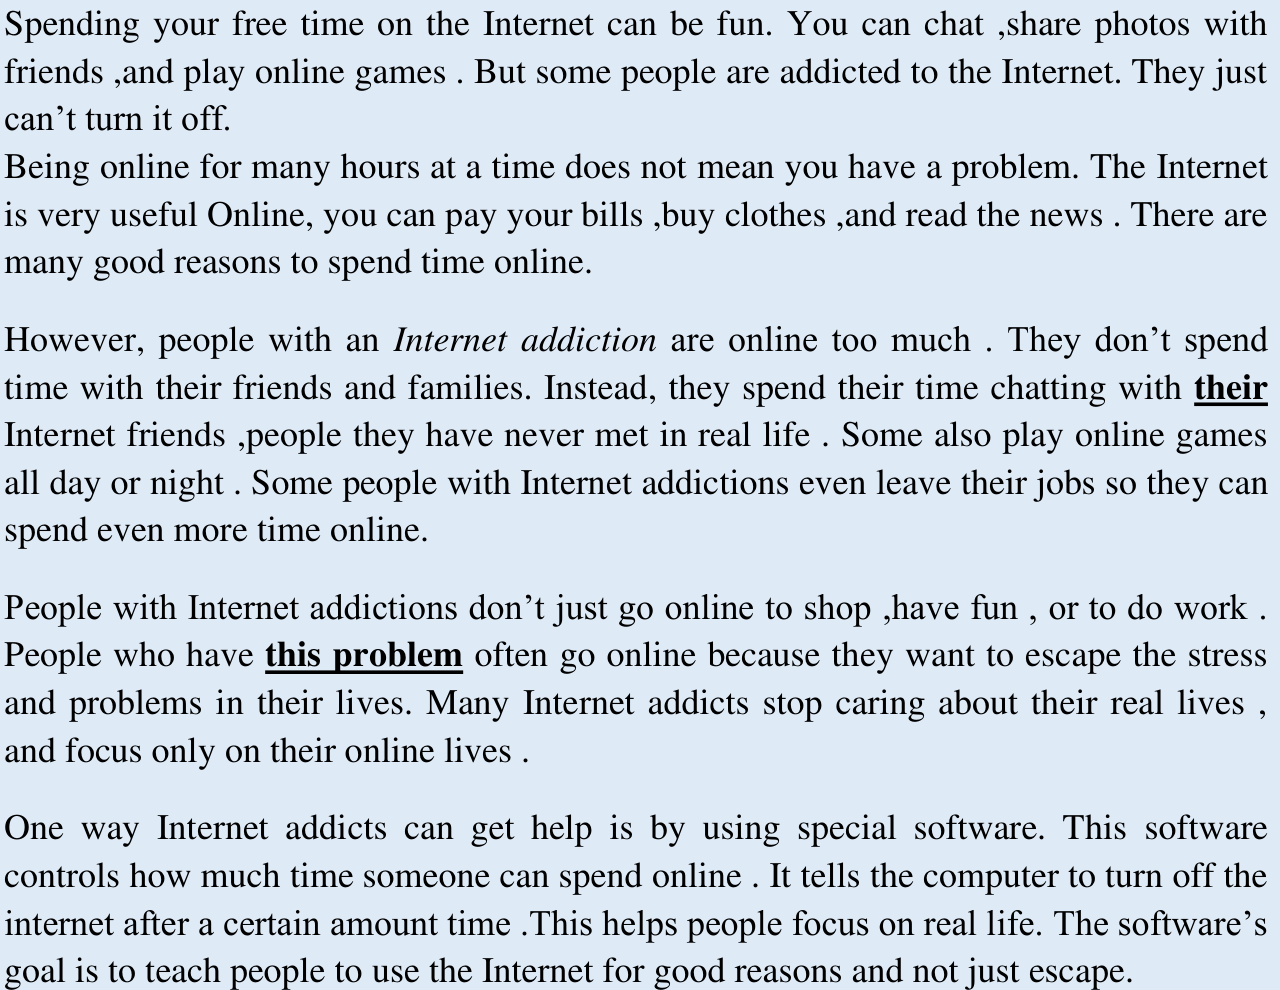 Spending your free time on the Internet can be fun. You can chat ,share photos with
friends ,and play online games . But some people are addicted to the Internet. They just
can’t turn it off.
Being online for many hours at a time does not mean you have a problem. The Internet
is very useful Online, you can pay your bills ,buy clothes ,and read the news . There are
many good reasons to spend time online.
However, people with an Internet addiction are online too much . They don’t spend
time with their friends and families. Instead, they spend their time chatting with their
Internet friends ,people they have never met in real life . Some also play online games
all day or night . Some people with Internet addictions even leave their jobs so they can
spend even more time online.
People with Internet addictions don’t just go online to shop ,have fun , or to do work .
People who have this problem often go online because they want to escape the stress
and problems in their lives. Many Internet addicts stop caring about their real lives ,
and focus only on their online lives .
One way Internet addicts can get help is by using special software. This software
controls how much time someone can spend online . It tells the computer to turn off the
internet after a certain amount time .This helps people focus on real life. The software’s
goal is to teach people to use the Internet for good reasons and not just escape.